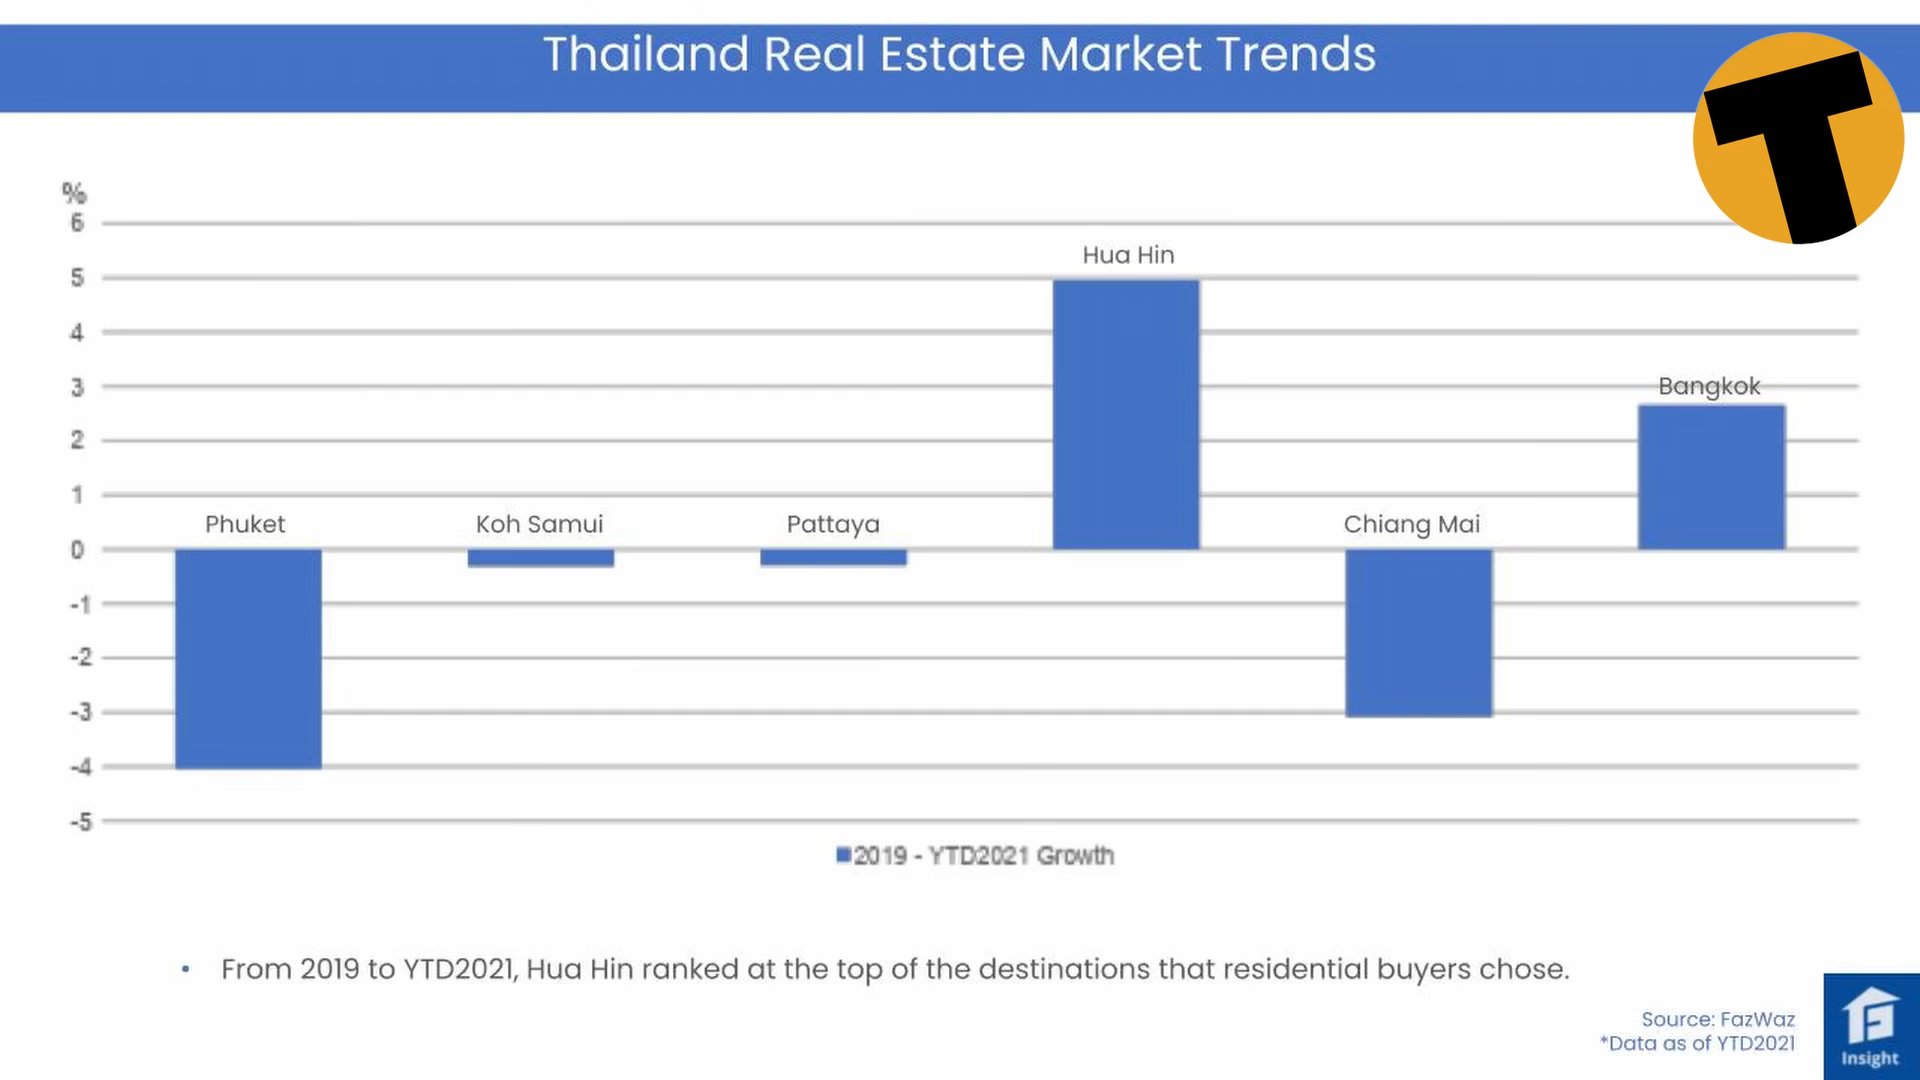 Thailand Real Estate Market Trends
T
%
6
5
4
3
2
1
0
-1
-2
-3
-4
-5
Phuket
Koh Samui
Pattaya
Hua Hin
Chiang Mai
Bangkok
2019 - YTD2021 Growth
• From 2019 to YTD2021, Hua Hin ranked at the top of the destinations that residential buyers chose.
Source: FazWaz
*Data as of YTD2021
Insight